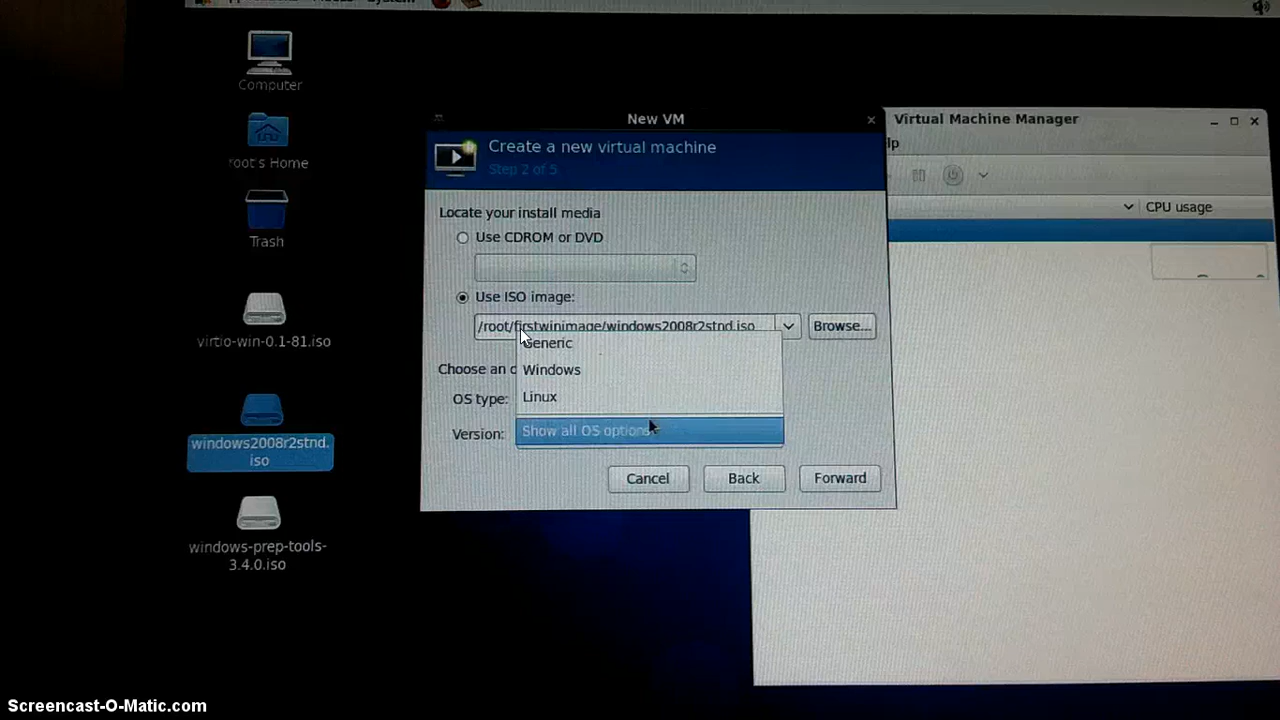 System
Computer
root's Home
Trash
virtio-win-0.1-81.iso
windows2008r2stnd.
iso
windows-prep-tools-
3.4.0.iso
New VM
Create a new virtual machine
Step 2 of 5
Locate your install media
Use CDROM or DVD
Use ISO image:
/root/firstwinimage/windows2008r2stnd.iso
Browse...
Generic
Windows
Linux
Show all OS options
Choose an o
OS type:
Version:
Cancel
Back
Forward
Virtual Machine Manager
lp
CPU usage
Screencast-O-Matic.com